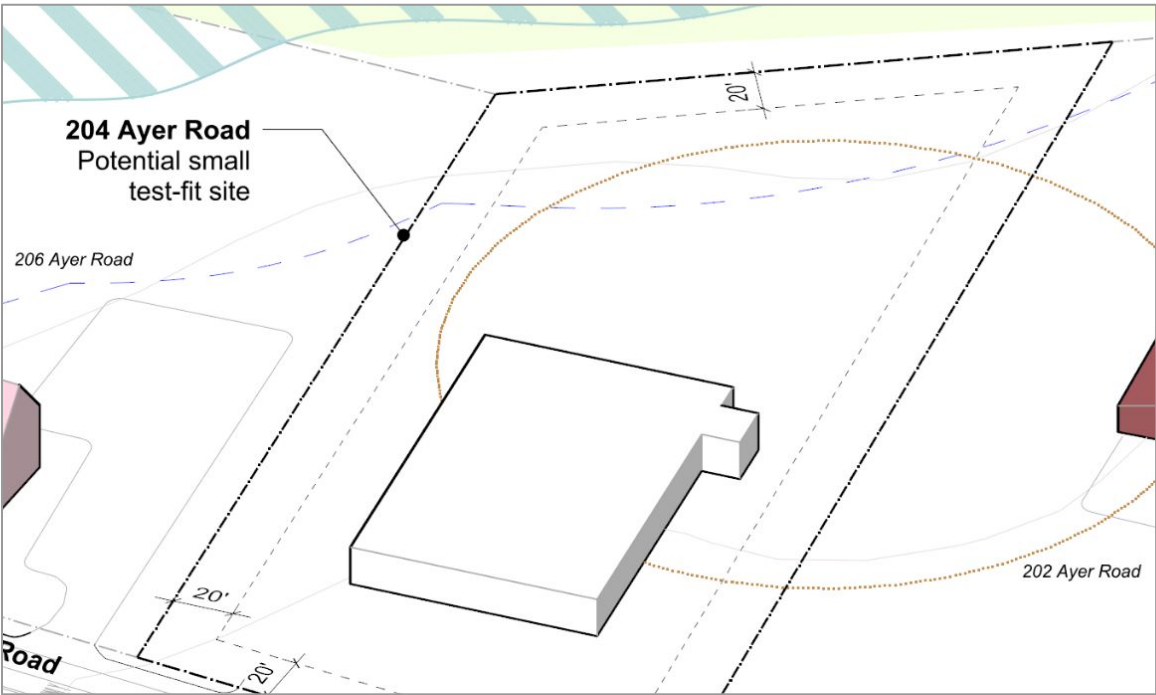 20'
204 Ayer Road
Potential small
test-fit site
206 Ayer Road
202 Ayer Road
20'
Road
20'